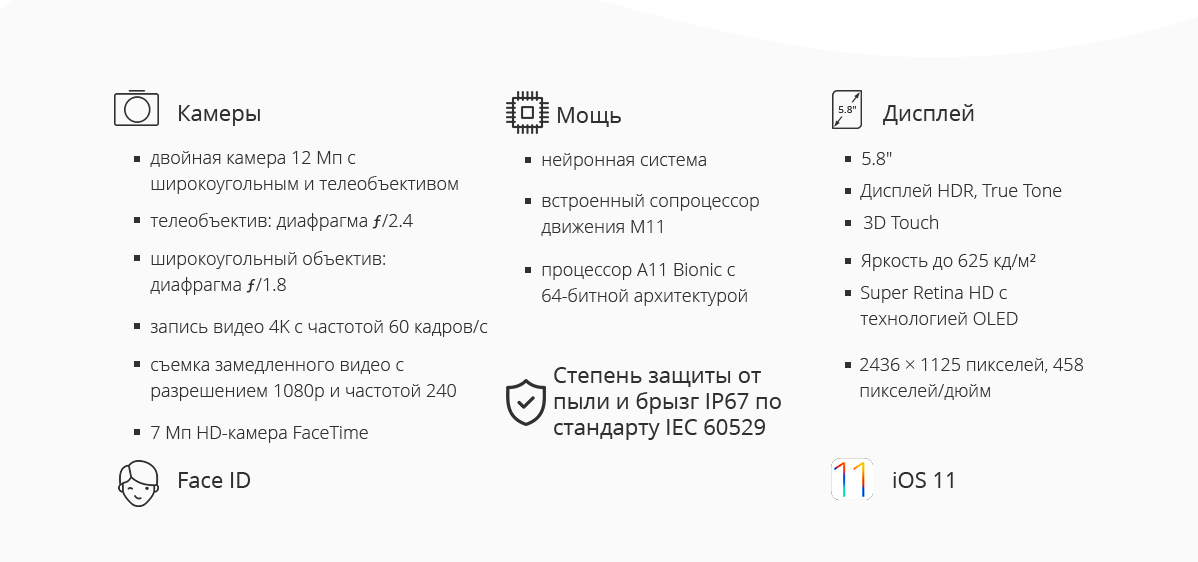 Камеры
двойная камера 12 Мп с
широкоугольным и телеобъективом
телеобъектив: диафрагма ƒ/2.4
широкоугольный объектив:
диафрагма ƒ/1.8
запись видео 4K с частотой 60 кадров/с
съемка замедленного видео с
разрешением 1080p и частотой 240
7 Мп HD-камера FaceTime
Face ID
Мощь
нейронная система
встроенный сопроцессор
движения M11
процессор A11 Bionic с
64-битной архитектурой
Степень защиты от
пыли и брызг IP67 по
стандарту IEC 60529
5.8"
Дисплей
5.8"
Дисплей HDR, True Tone
3D Touch
Яркость до 625 кд/м²
Super Retina HD с
технологией OLED
2436 × 1125 пикселей, 458
пикселей/дюйм
11
iOS 11